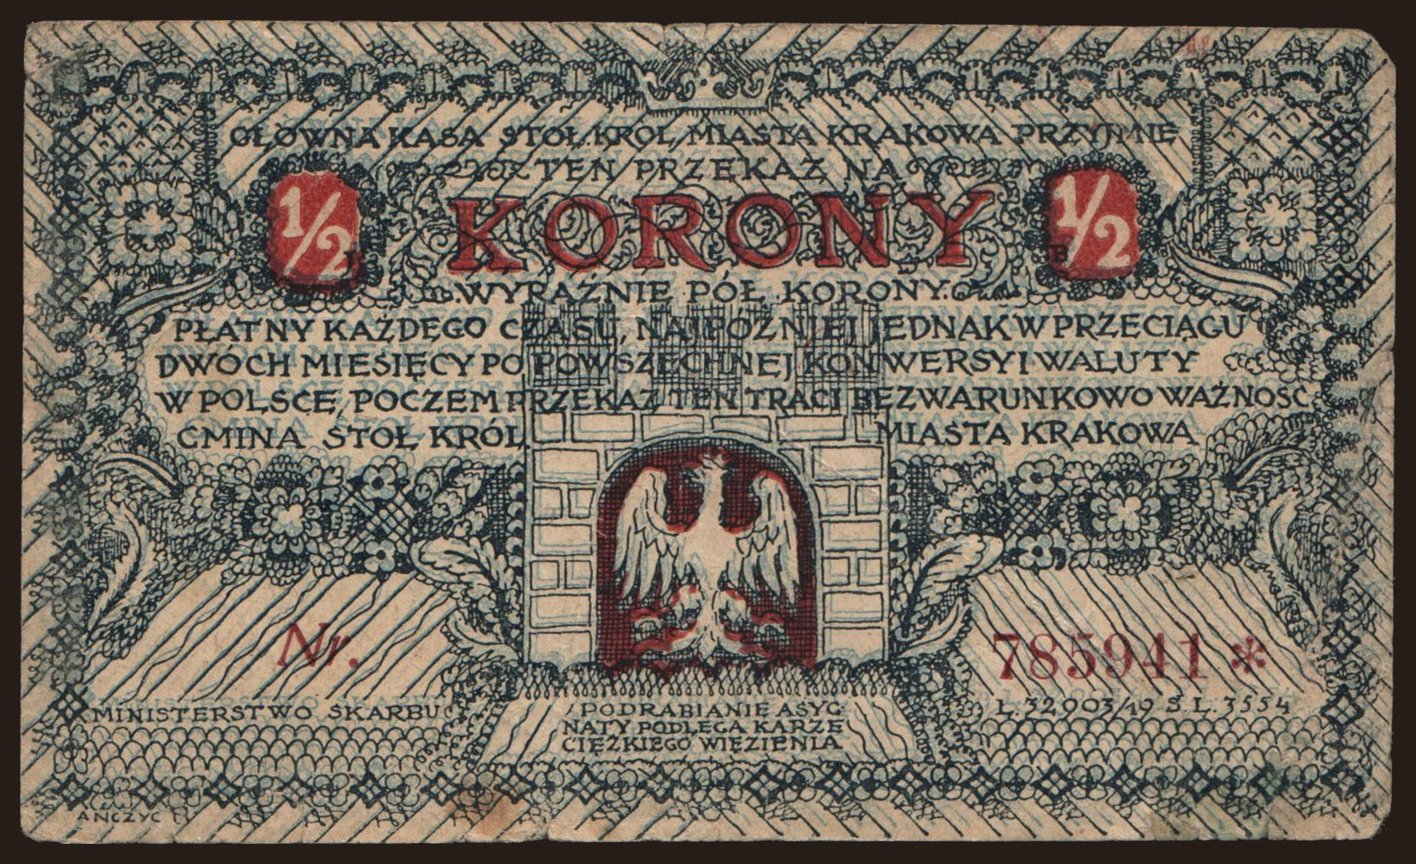 GŁÓWNA KASA STOŁ. KRÓL. MIASTA KRAKOWA PRZYJMIE
TEN PRZEKAZ NA
1/2 KORONY 1/2
WYRAŹNIE PÓŁ KORONY.
PŁATNY KAŻDEGO CZASU, NAJPÓŹNIEJ JEDNAK W PRZECIĄGU
DWÓCH MIESIĘCY PO POWSZECHNEJ KONWERSYI WALUTY
W POLSCE, POCZEM PRZEKAZ TEN TRACI BEZWARUNKOWO WAŻNOŚĆ
GMINA STOŁ. KRÓL. MIASTA KRAKOWA
Nr. 785941 *
MINISTERSTWO SKARBU
L. 32903/19 S. L. 3554
PODRABIANIE ASYG
NATY PODLEGA KARZE
CIĘŻKIEGO WIĘZIENIA
ANCZYC